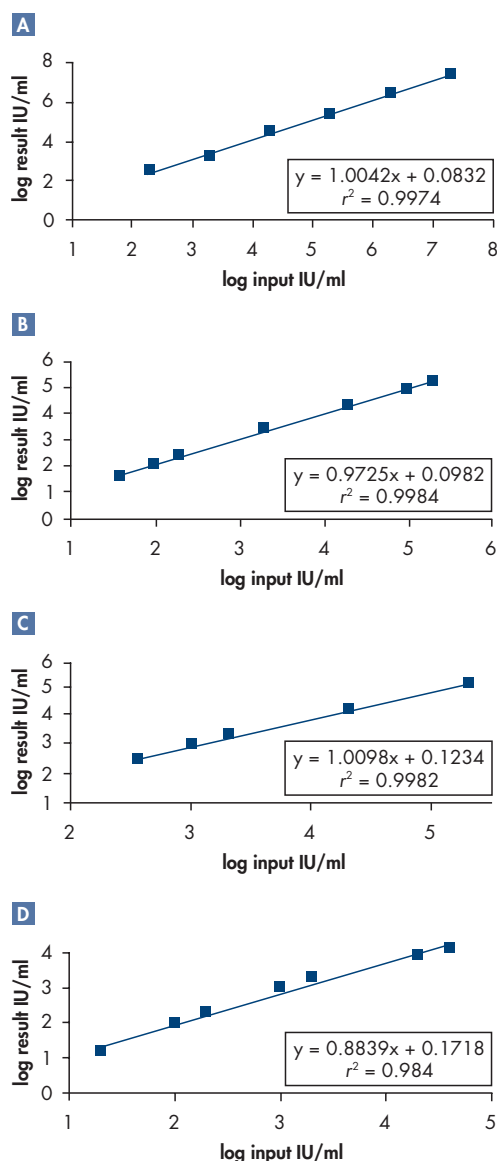 A
log result IU/ml
8
6
4
2
0
y = 1.0042x + 0.0832
r² = 0.9974
1 2 3 4 5 6 7 8
log input IU/ml
B
log result IU/ml
6
5
4
3
2
1
0
y = 0.9725x + 0.0982
r² = 0.9984
1 2 3 4 5 6
log input IU/ml
C
log result IU/ml
6
5
4
3
2
1
y = 1.0098x + 0.1234
r² = 0.9982
2 3 4 5
log input IU/ml
D
log result IU/ml
4
3
2
1
0
y = 0.8839x + 0.1718
r² = 0.984
1 2 3 4 5
log input IU/ml